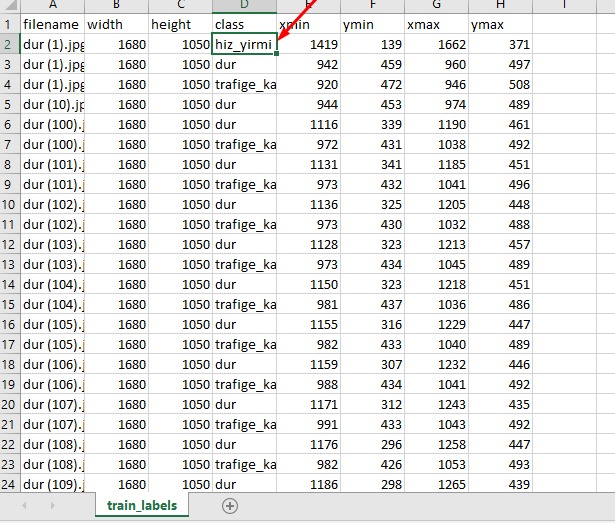 A B C D E F G H I
1 filename width height class xmin ymin xmax ymax
2 dur (1).jpg 1680 1050 hiz_yirmi 1419 139 1662 371
3 dur (1).jpg 1680 1050 dur 942 459 960 497
4 dur (1).jpg 1680 1050 trafige_ka 920 472 946 508
5 dur (10).jp 1680 1050 dur 944 453 974 489
6 dur (100).j 1680 1050 dur 1116 339 1190 461
7 dur (100).j 1680 1050 trafige_ka 972 431 1038 492
8 dur (101).j 1680 1050 dur 1131 341 1185 451
9 dur (101).j 1680 1050 trafige_ka 973 432 1041 496
10 dur (102).j 1680 1050 dur 1136 325 1205 448
11 dur (102).j 1680 1050 trafige_ka 973 430 1032 488
12 dur (103).j 1680 1050 dur 1128 323 1213 457
13 dur (103).j 1680 1050 trafige_ka 973 434 1045 489
14 dur (104).j 1680 1050 dur 1150 323 1218 451
15 dur (104).j 1680 1050 trafige_ka 981 437 1036 486
16 dur (105).j 1680 1050 dur 1155 316 1229 447
17 dur (105).j 1680 1050 trafige_ka 982 433 1040 489
18 dur (106).j 1680 1050 dur 1159 307 1232 446
19 dur (106).j 1680 1050 trafige_ka 988 434 1041 492
20 dur (107).j 1680 1050 dur 1171 312 1243 435
21 dur (107).j 1680 1050 trafige_ka 991 433 1043 492
22 dur (108).j 1680 1050 dur 1176 296 1258 447
23 dur (108).j 1680 1050 trafige_ka 982 426 1053 493
24 dur (109).j 1680 1050 dur 1186 298 1265 439
train_labels